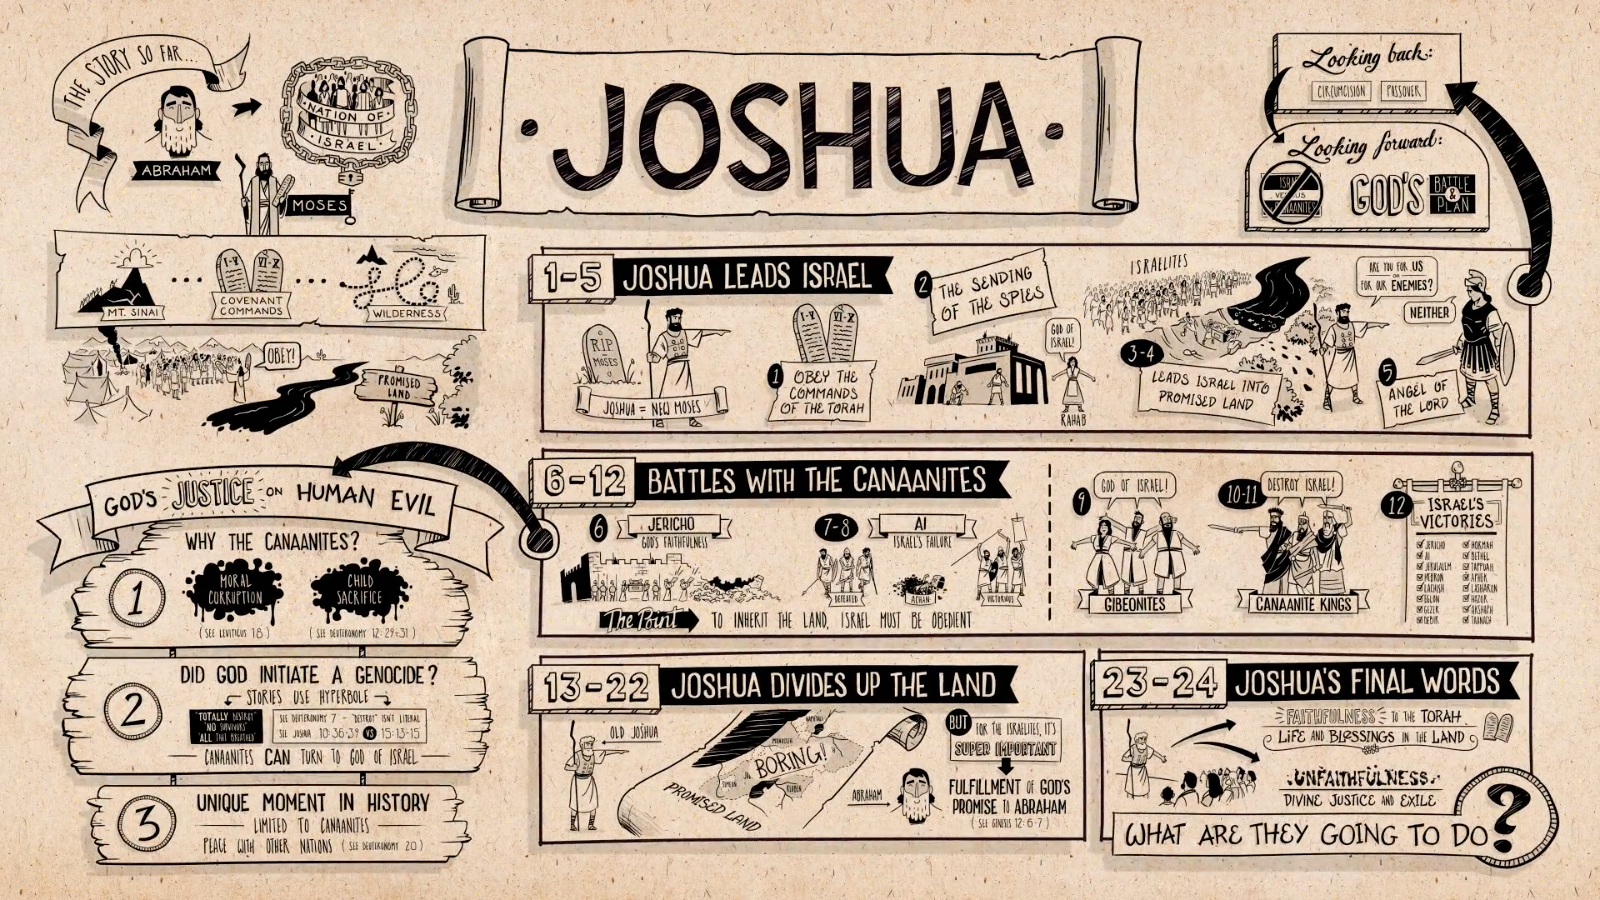 THE STORY SO FAR...
ABRAHAM
NATION OF
ISRAEL
MOSES
MT. SINAI
I-V VI-X
COVENANT
COMMANDS
WILDERNESS
OBEY!
PROMISED
LAND
• JOSHUA •
Looking back:
CIRCUMCISION PASSOVER
Looking forward:
GOD'S BATTLE
& PLAN
1-5 JOSHUA LEADS ISRAEL
RIP
MOSES
JOSHUA = NEW MOSES
I-V VI-X
1 OBEY THE
COMMANDS
OF THE TORAH
2 THE SENDING
OF THE SPIES
GOD OF
ISRAEL!
RAHAB
ISRAELITES
3-4
LEADS ISRAEL INTO
PROMISED LAND
ARE YOU FOR US
OR
FOR OUR ENEMIES?
NEITHER
5
ANGEL OF
THE LORD
GOD'S JUSTICE ON HUMAN EVIL
1
WHY THE CANAANITES?
MORAL
CORRUPTION
(SEE LEVITICUS 18)
CHILD
SACRIFICE
(SEE DEUTERONOMY 12:29-31)
2
DID GOD INITIATE A GENOCIDE?
STORIES USE HYPERBOLE
"TOTALLY DESTROY"
"NO SURVIVORS"
"ALL THAT BREATHED"
SEE DEUTERONOMY 7 - "DESTROY" ISN'T LITERAL
SEE JOSHUA 10:36-39 VS 15:13-15
CANAANITES CAN TURN TO GOD OF ISRAEL
3
UNIQUE MOMENT IN HISTORY
LIMITED TO CANAANITES
PEACE WITH OTHER NATIONS (SEE DEUTERONOMY 20)
6-12 BATTLES WITH THE CANAANITES
6 JERICHO
GOD'S FAITHFULNESS
7-8 AI
ISRAEL'S FAILURE
DEFEATED
ACHAN
VICTORIOUS
The Point TO INHERIT THE LAND, ISRAEL MUST BE OBEDIENT
9 GOD OF ISRAEL!
GIBEONITES
10-11 DESTROY ISRAEL!
CANAANITE KINGS
12 ISRAEL'S
VICTORIES
JERICHO HORMAH
AI BETHEL
JERUSALEM TAPPUAH
HEBRON APHEK
LACHISH LASHARON
EGLON HAZOR
GEZER
DEBIR TAANACH
13-22 JOSHUA DIVIDES UP THE LAND
OLD JOSHUA
BORING!
PROMISED LAND
BUT FOR THE ISRAELITES, IT'S
SUPER IMPORTANT
ABRAHAM
FULFILLMENT OF GOD'S
PROMISE TO ABRAHAM
(SEE GENESIS 12:6-7)
23-24 JOSHUA'S FINAL WORDS
FAITHFULNESS TO THE TORAH
LIFE AND BLESSINGS IN THE LAND
UNFAITHFULNESS
DIVINE JUSTICE AND EXILE
WHAT ARE THEY GOING TO DO?